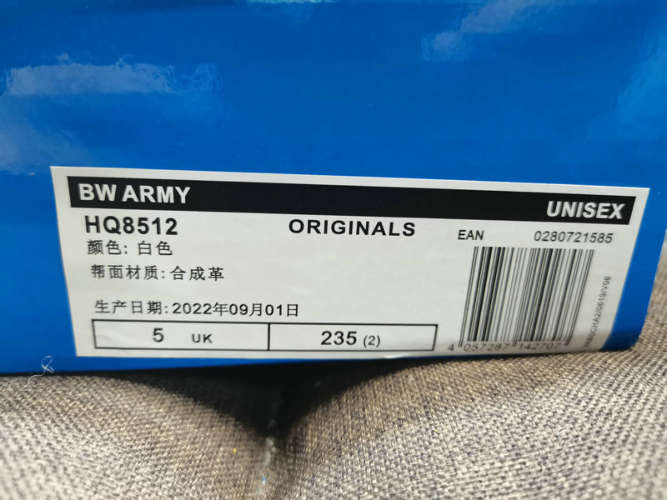 BW ARMY
UNISEX
HQ8512
ORIGINALS
EAN 0280721585
颜色: 白色
帮面材质: 合成革
生产日期: 2022年09月01日
5 UK
235 (2)